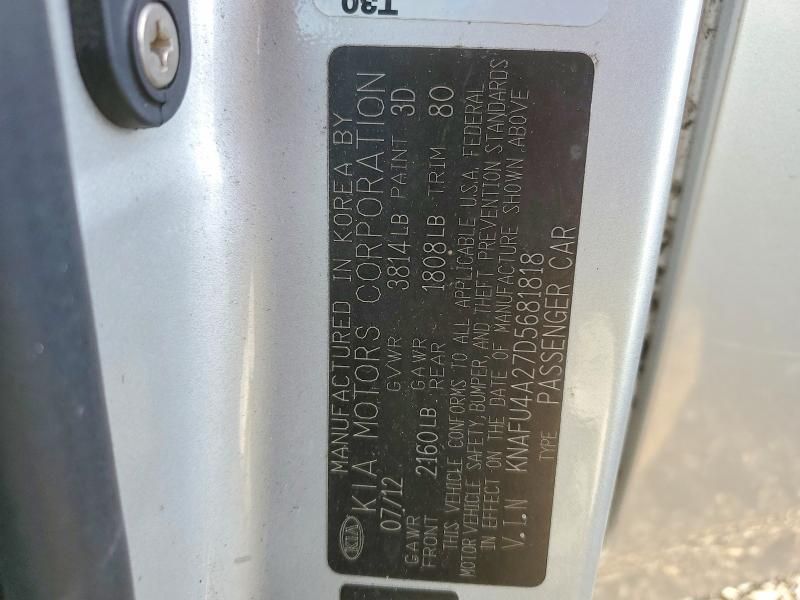 T30
MANUFACTURED IN KOREA BY
KIA KIA MOTORS CORPORATION
07/12 GVWR 3814LB PAINT 3D
GAWR FRONT 2160LB GAWR REAR 1808LB TRIM 80
THIS VEHICLE CONFORMS TO ALL APPLICABLE U.S.A. FEDERAL
MOTOR VEHICLE SAFETY, BUMPER, AND THEFT PREVENTION STANDARDS
IN EFFECT ON THE DATE OF MANUFACTURE SHOWN ABOVE
V.I.N KNAFU4A27D5681818
TYPE PASSENGER CAR